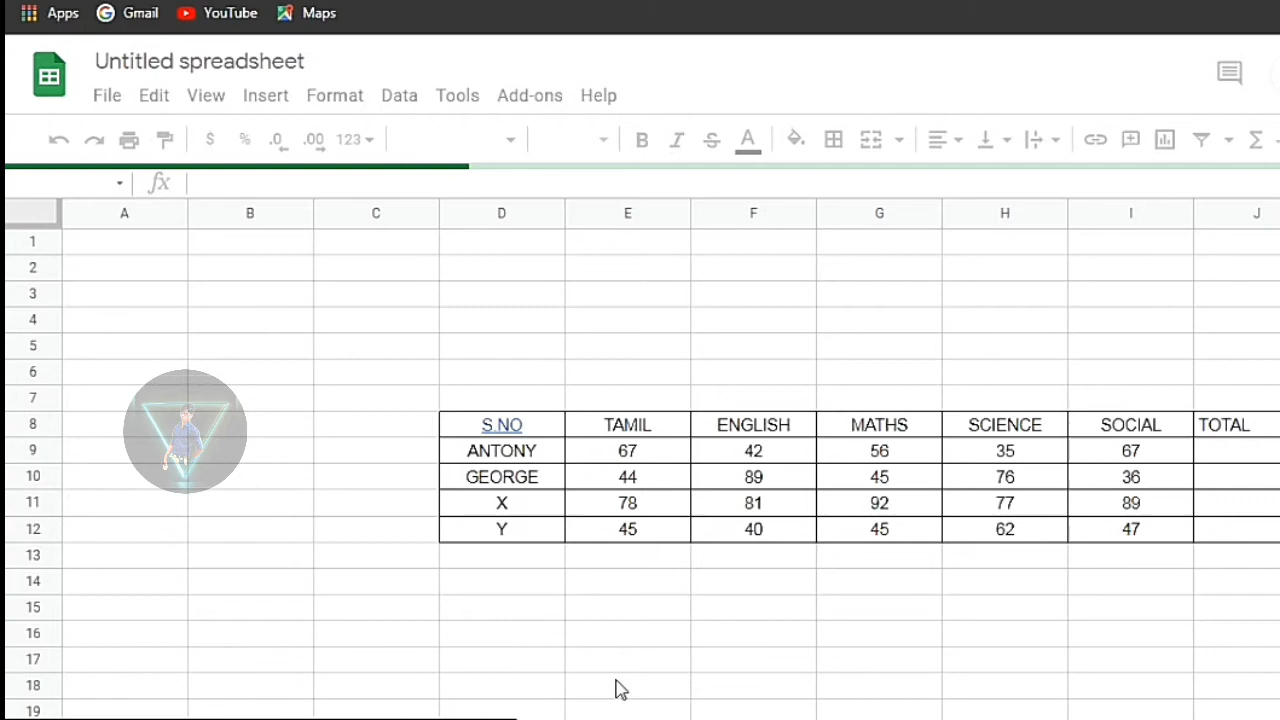 Apps Gmail YouTube Maps
Untitled spreadsheet
File Edit View Insert Format Data Tools Add-ons Help
$ % .0 .00 123 B I S A Σ
fx
A B C D E F G H I J
1
2
3
4
5
6
7
8 S.NO TAMIL ENGLISH MATHS SCIENCE SOCIAL TOTAL
9 ANTONY 67 42 56 35 67
10 GEORGE 44 89 45 76 36
11 X 78 81 92 77 89
12 Y 45 40 45 62 47
13
14
15
16
17
18
19